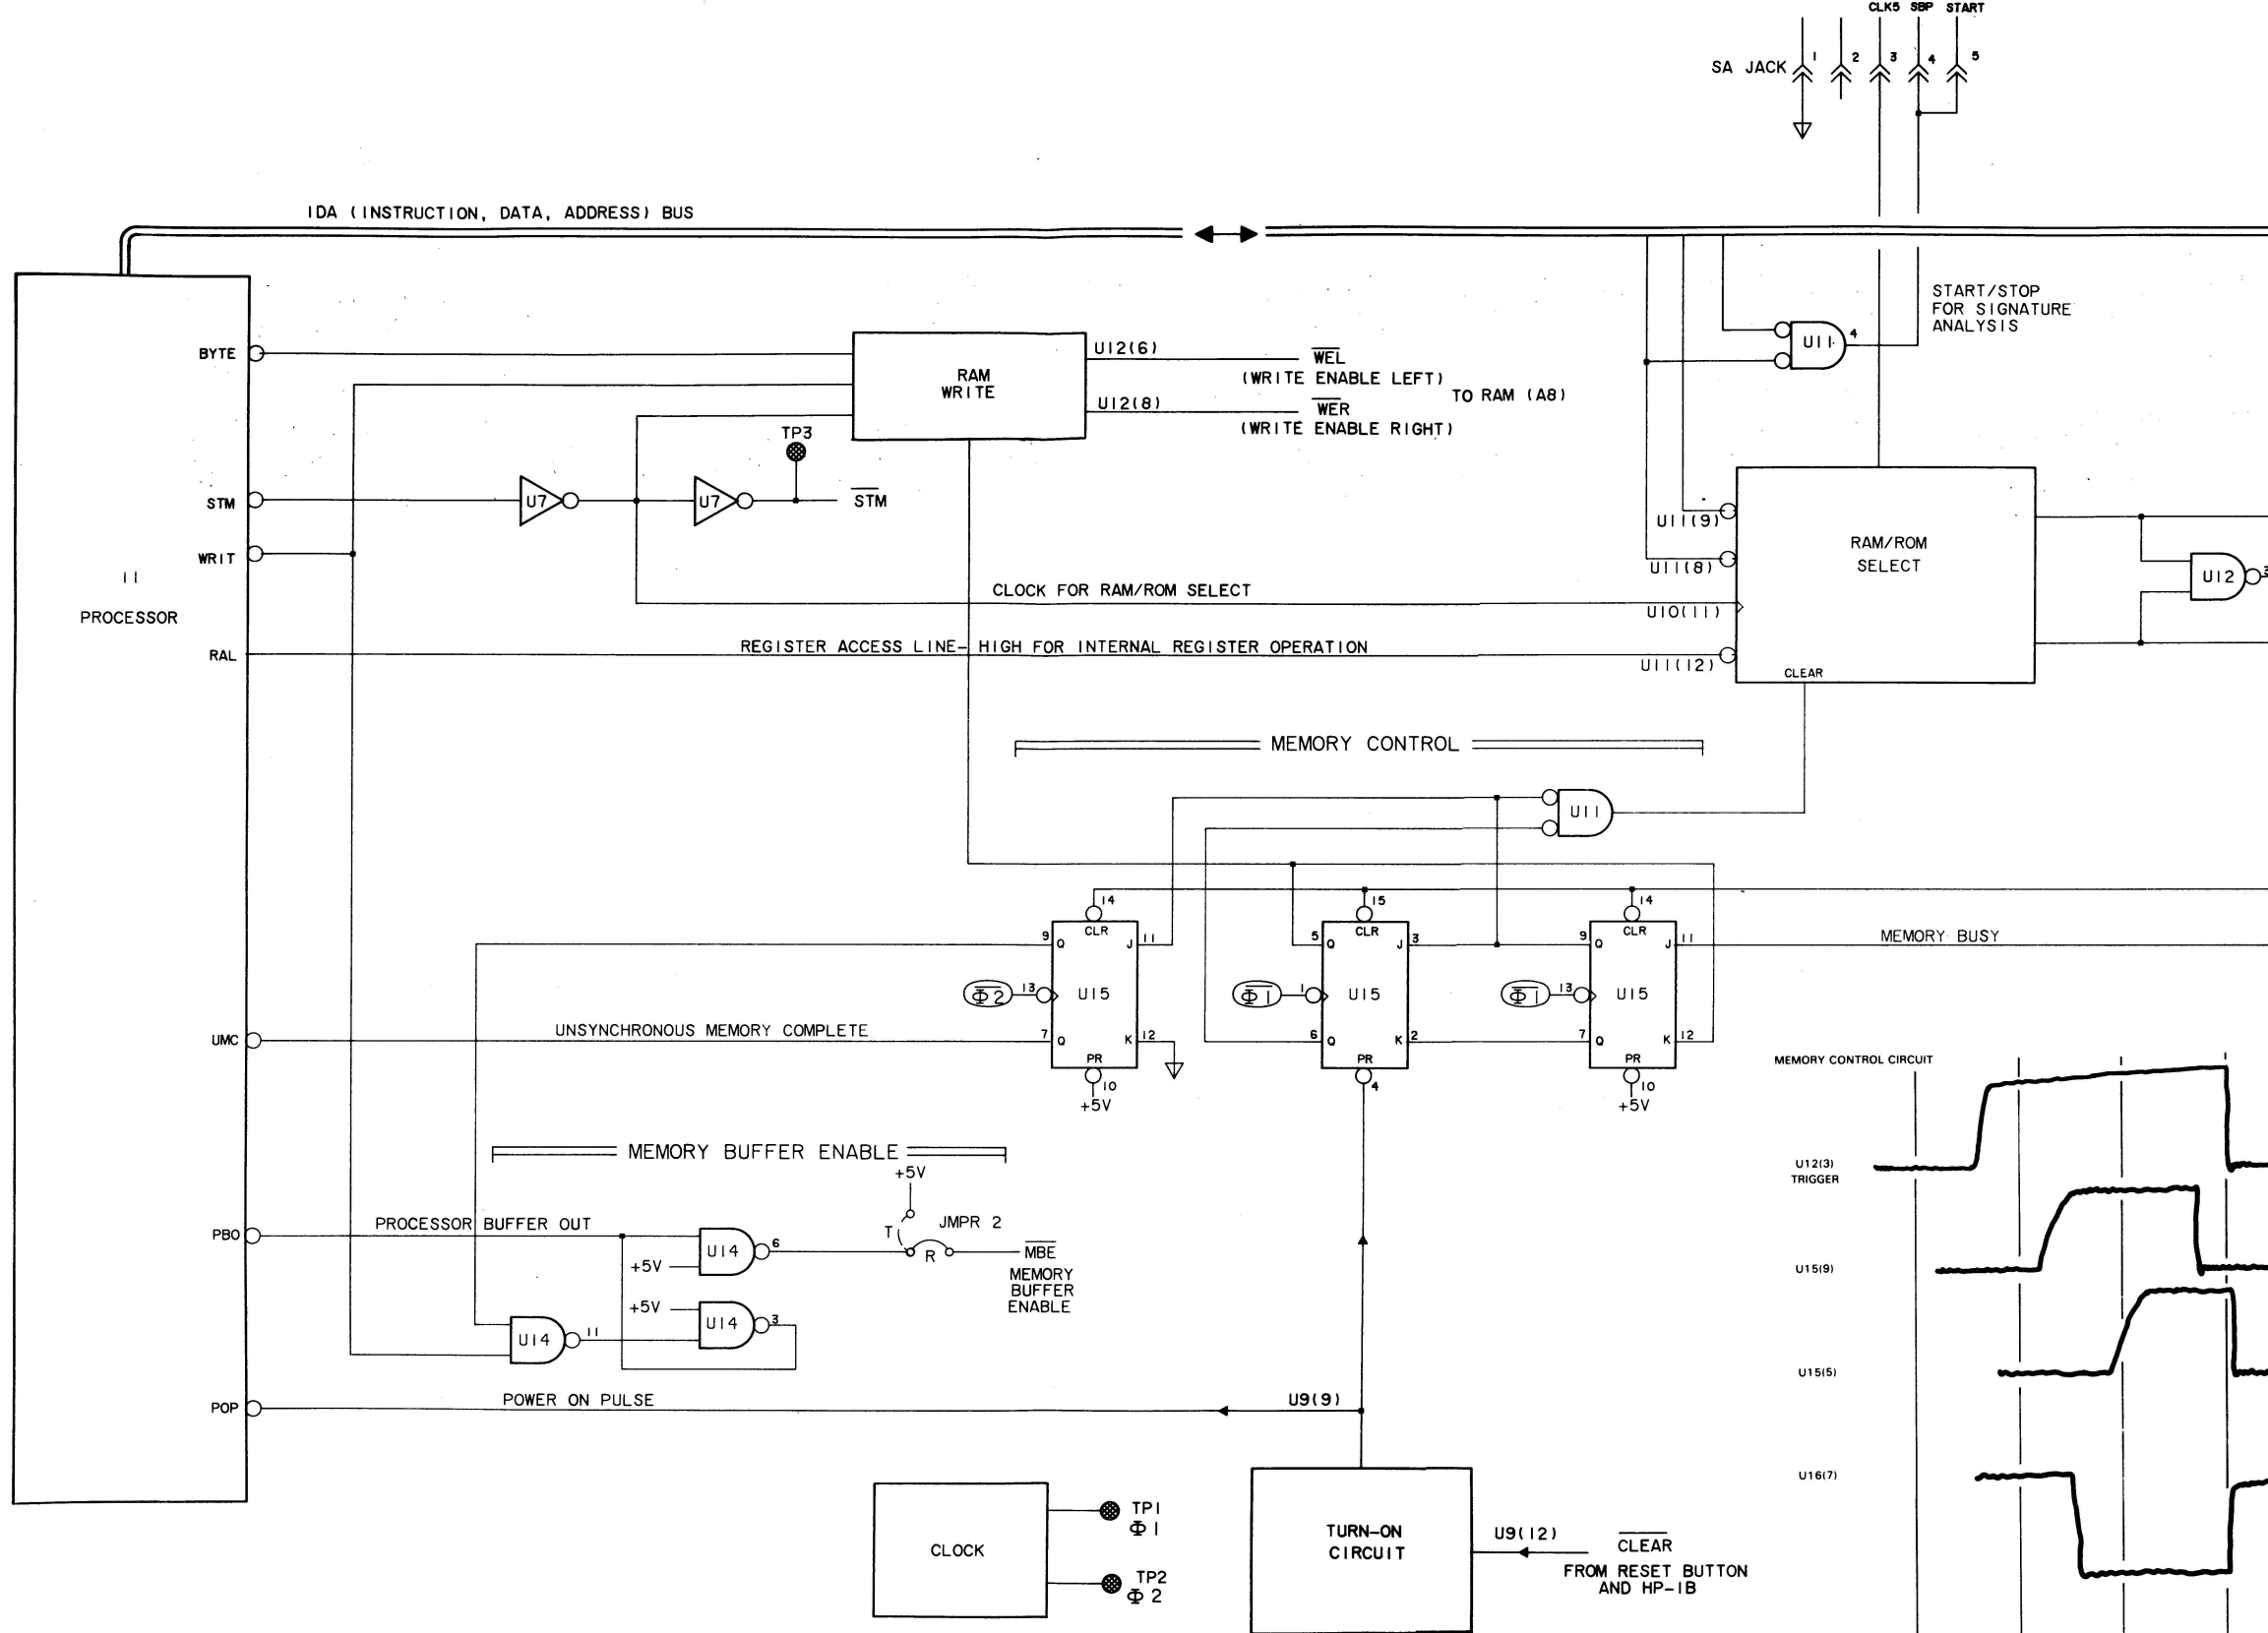 CLK5 SBP START
SA JACK 1 2 3 4 5
IDA (INSTRUCTION, DATA, ADDRESS) BUS
START/STOP
FOR SIGNATURE
ANALYSIS
U11 4
BYTE
RAM
WRITE
U12(6)
WEL
(WRITE ENABLE LEFT)
TO RAM (A8)
U12(8)
WER
(WRITE ENABLE RIGHT)
TP3
STM
U7
U7
STM
WRIT
11
PROCESSOR
U11(9)
U11(8)
RAM/ROM
SELECT
U12 3
CLOCK FOR RAM/ROM SELECT
U10(11)
RAL
REGISTER ACCESS LINE- HIGH FOR INTERNAL REGISTER OPERATION
U11(12)
CLEAR
MEMORY CONTROL
U11
14 15 14
9 Q CLR J 11
5 Q CLR J 3
9 Q CLR J 11
MEMORY BUSY
Φ2 13 U15
Φ1 1 U15
Φ1 13 U15
UMC
UNSYNCHRONOUS MEMORY COMPLETE
7 Q K 12
6 Q K 2
7 Q K 12
PR PR PR
10 4 10
+5V +5V
MEMORY CONTROL CIRCUIT
MEMORY BUFFER ENABLE
+5V
U12(3)
TRIGGER
PBO
PROCESSOR BUFFER OUT
U14 6
T JMPR 2
R
MBE
+5V
MEMORY
BUFFER
ENABLE
U15(9)
+5V
U14 3
U14 11
U15(5)
POP
POWER ON PULSE
U9(9)
U16(7)
CLOCK
TP1
Φ1
TP2
Φ2
TURN-ON
CIRCUIT
U9(12)
CLEAR
FROM RESET BUTTON
AND HP-IB